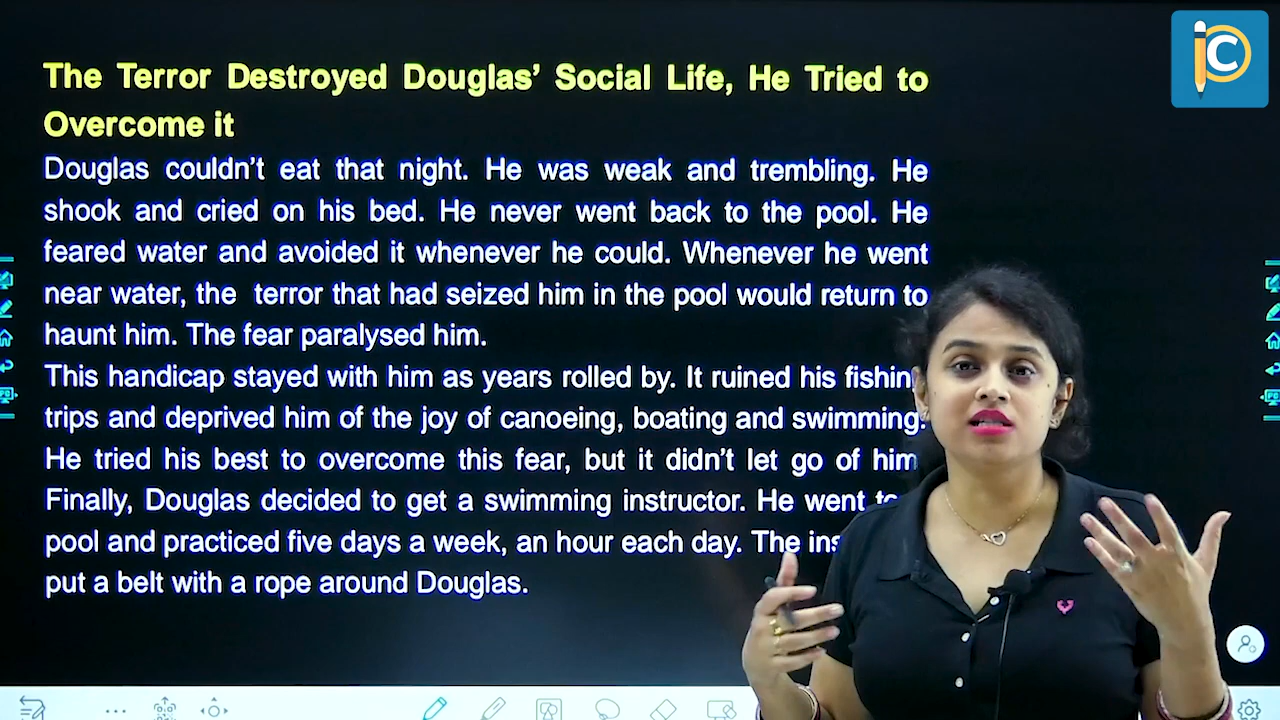 The Terror Destroyed Douglas’ Social Life, He Tried to
Overcome it
Douglas couldn’t eat that night. He was weak and trembling. He
shook and cried on his bed. He never went back to the pool. He
feared water and avoided it whenever he could. Whenever he went
near water, the terror that had seized him in the pool would return to
haunt him. The fear paralysed him.
This handicap stayed with him as years rolled by. It ruined his
trips and deprived him of the joy of canoeing, boating and swimming.
He tried his best to overcome this fear, but it didn’t let go of him
Finally, Douglas decided to get a swimming instructor. He went
pool and practiced five days a week, an hour each day. The
put a belt with a rope around Douglas.